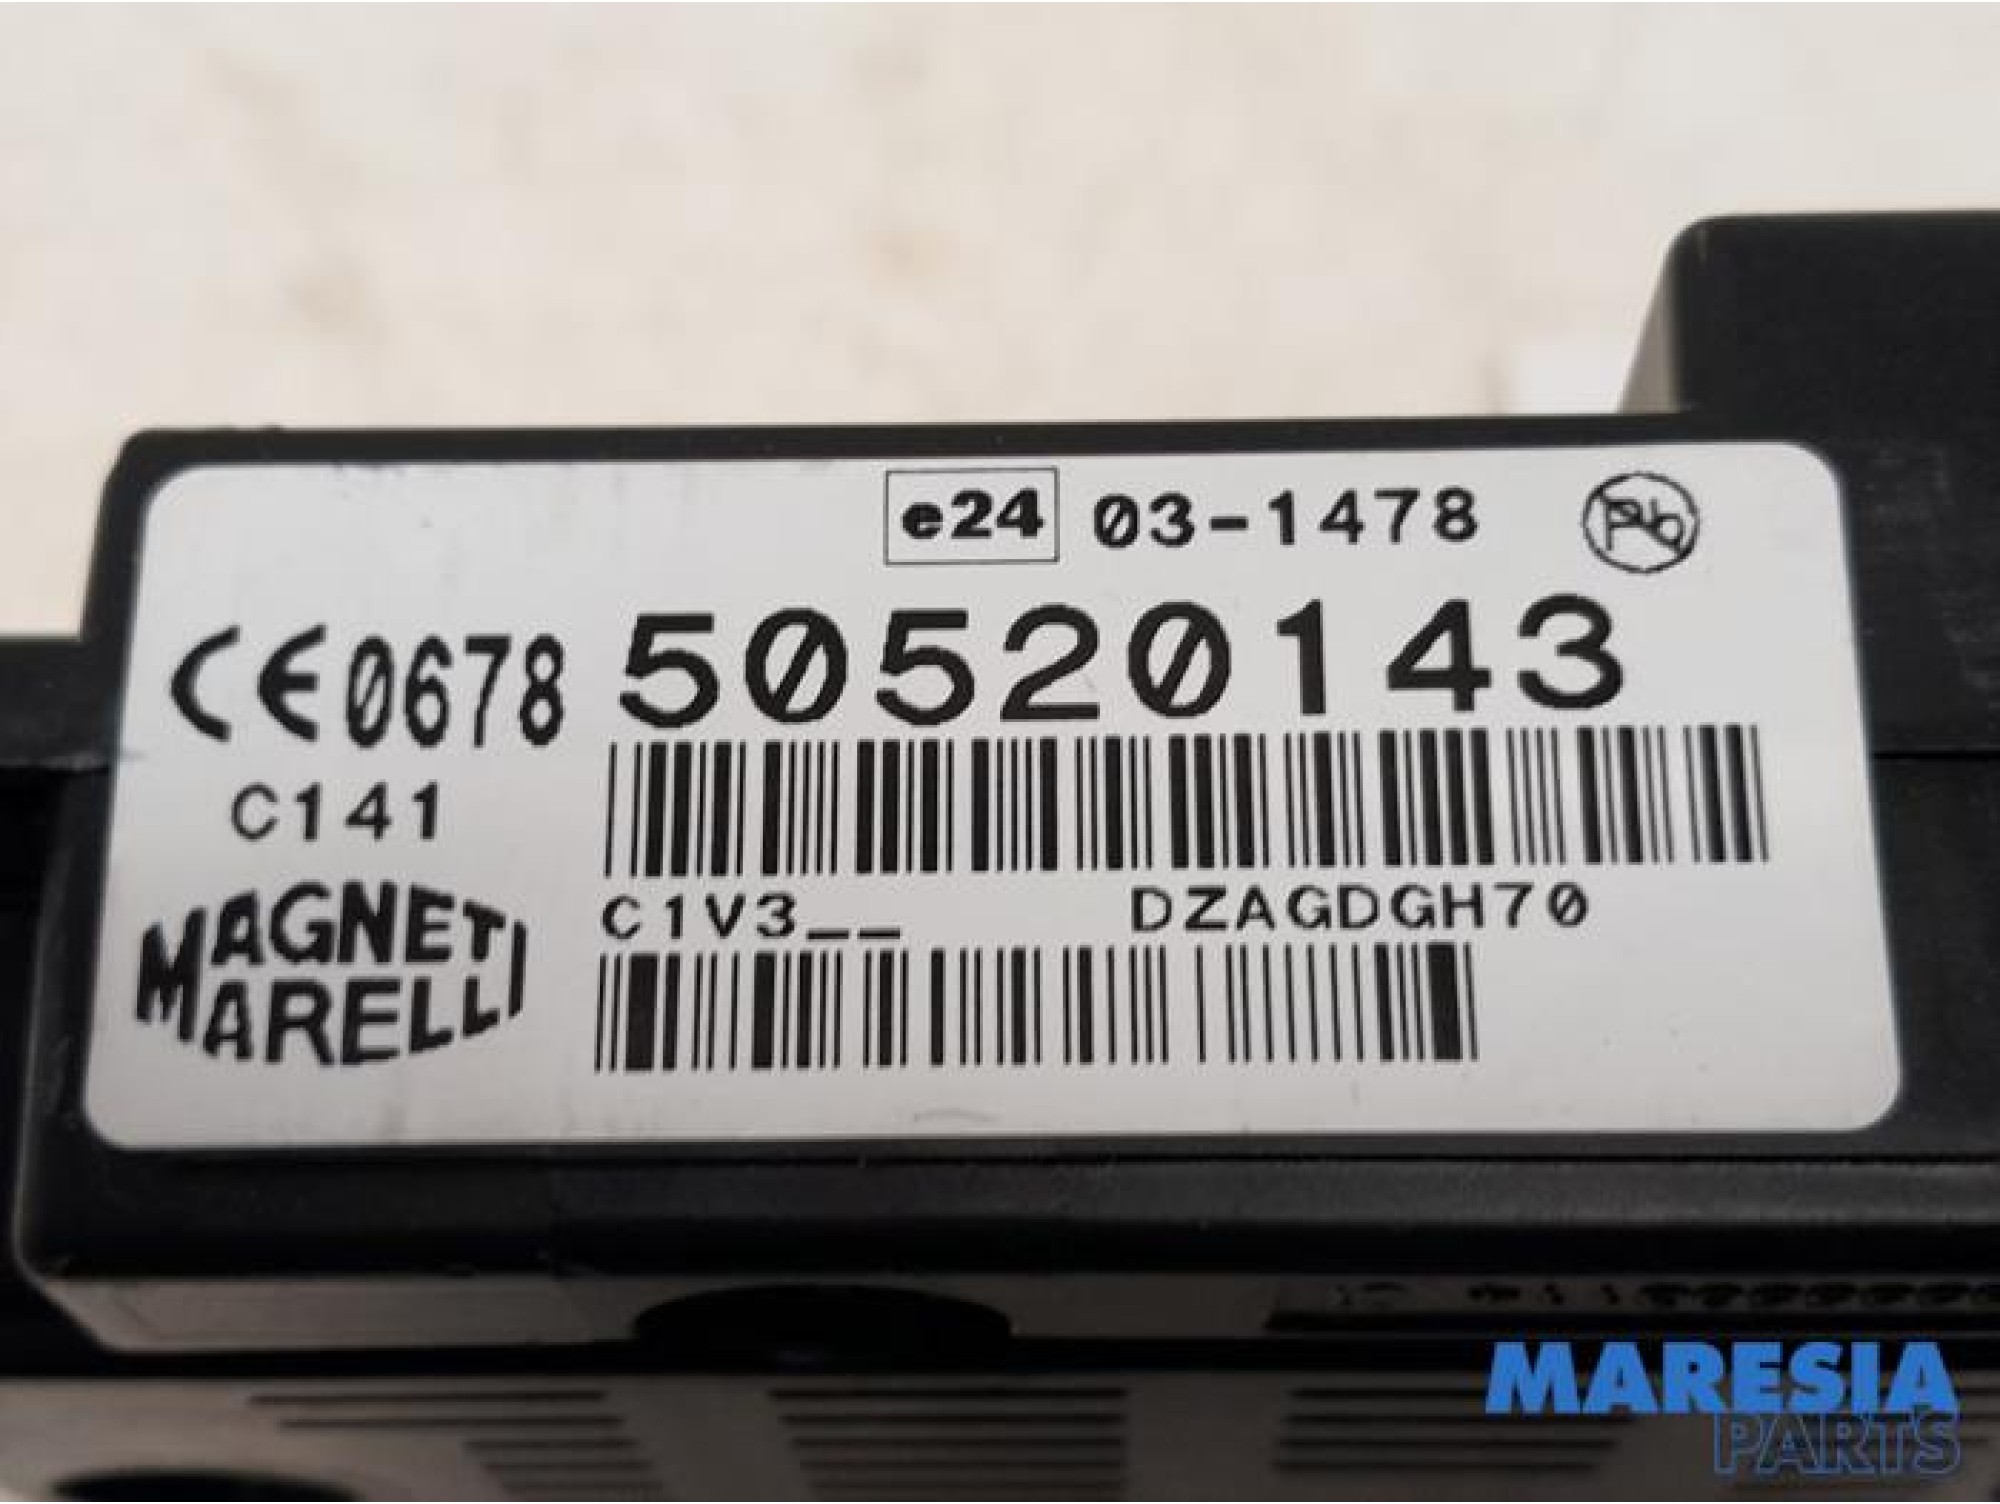 e24 03-1478 Pb
CE0678 50520143
C141
C1V3__ DZAGDGH70
MAGNETI
MARELLI
MARESIA
PARTS